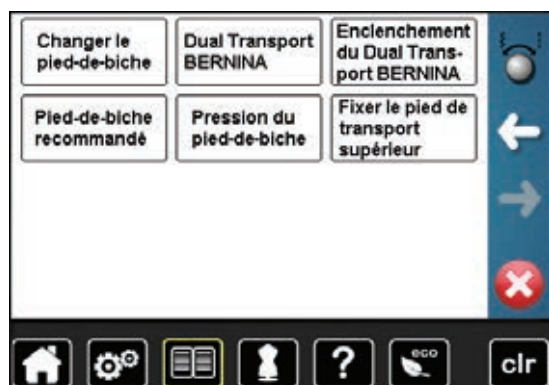 Changer le
pied-de-biche
Dual Transport
BERNINA
Enclenchement
du Dual Trans-
port BERNINA
Pied-de-biche
recommandé
Pression du
pied-de-biche
Fixer le pied de
transport
supérieur
?
eco
clr